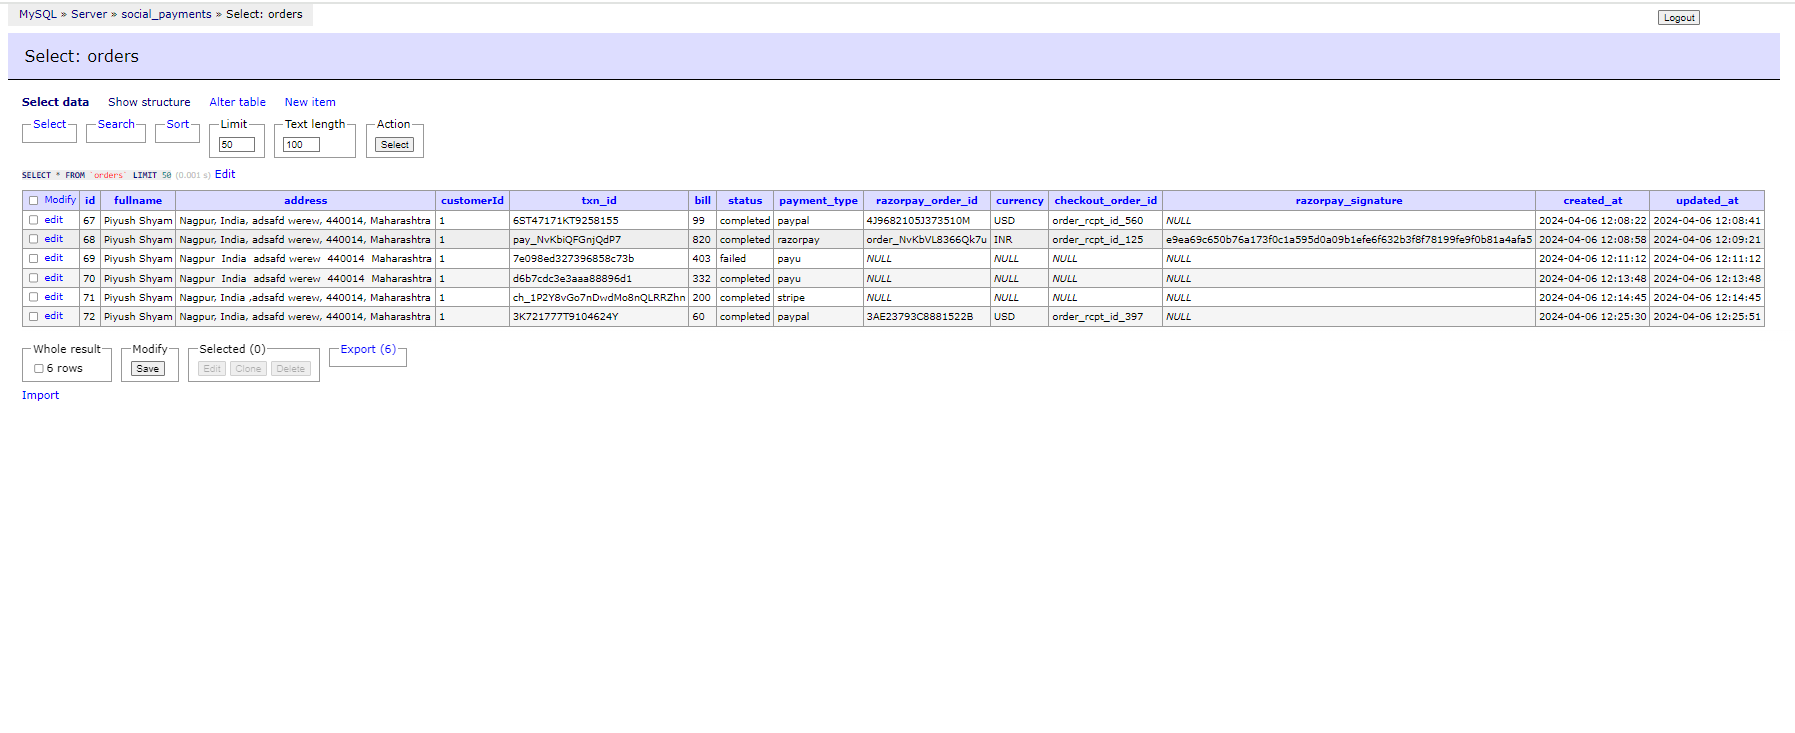 MySQL » Server » social_payments » Select: orders
Logout
Select: orders
Select data Show structure Alter table New item
Select Search Sort Limit Text length Action
50 100 Select
SELECT * FROM `orders` LIMIT 50 (0.001 s) Edit
Modify id fullname address customerId txn_id bill status payment_type razorpay_order_id currency checkout_order_id razorpay_signature created_at updated_at
edit 67 Piyush Shyam Nagpur, India, adsafd werew, 440014, Maharashtra 1 6ST47171KT9258155 99 completed paypal 4J9682105J373510M USD order_rcpt_id_560 NULL 2024-04-06 12:08:22 2024-04-06 12:08:41
edit 68 Piyush Shyam Nagpur, India, adsafd werew, 440014, Maharashtra 1 pay_NvKbiQFGnjQdP7 820 completed razorpay order_NvKbVL8366Qk7u INR order_rcpt_id_125 e9ea69c650b76a173f0c1a595d0a09b1efe6f632b3f8f78199fe9f0b81a4afa5 2024-04-06 12:08:58 2024-04-06 12:09:21
edit 69 Piyush Shyam Nagpur India adsafd werew 440014 Maharashtra 1 7e098ed327396858c73b 403 failed payu NULL NULL NULL NULL 2024-04-06 12:11:12 2024-04-06 12:11:12
edit 70 Piyush Shyam Nagpur India adsafd werew 440014 Maharashtra 1 d6b7cdc3e3aaa88896d1 332 completed payu NULL NULL NULL NULL 2024-04-06 12:13:48 2024-04-06 12:13:48
edit 71 Piyush Shyam Nagpur, India ,adsafd werew, 440014, Maharashtra 1 ch_1P2Y8vGo7nDwdMo8nQLRRZhn 200 completed stripe NULL NULL NULL NULL 2024-04-06 12:14:45 2024-04-06 12:14:45
edit 72 Piyush Shyam Nagpur, India, adsafd werew, 440014, Maharashtra 1 3K721777T9104624Y 60 completed paypal 3AE23793C8881522B USD order_rcpt_id_397 NULL 2024-04-06 12:25:30 2024-04-06 12:25:51
Whole result Modify Selected (0) Export (6)
6 rows Save Edit Clone Delete
Import